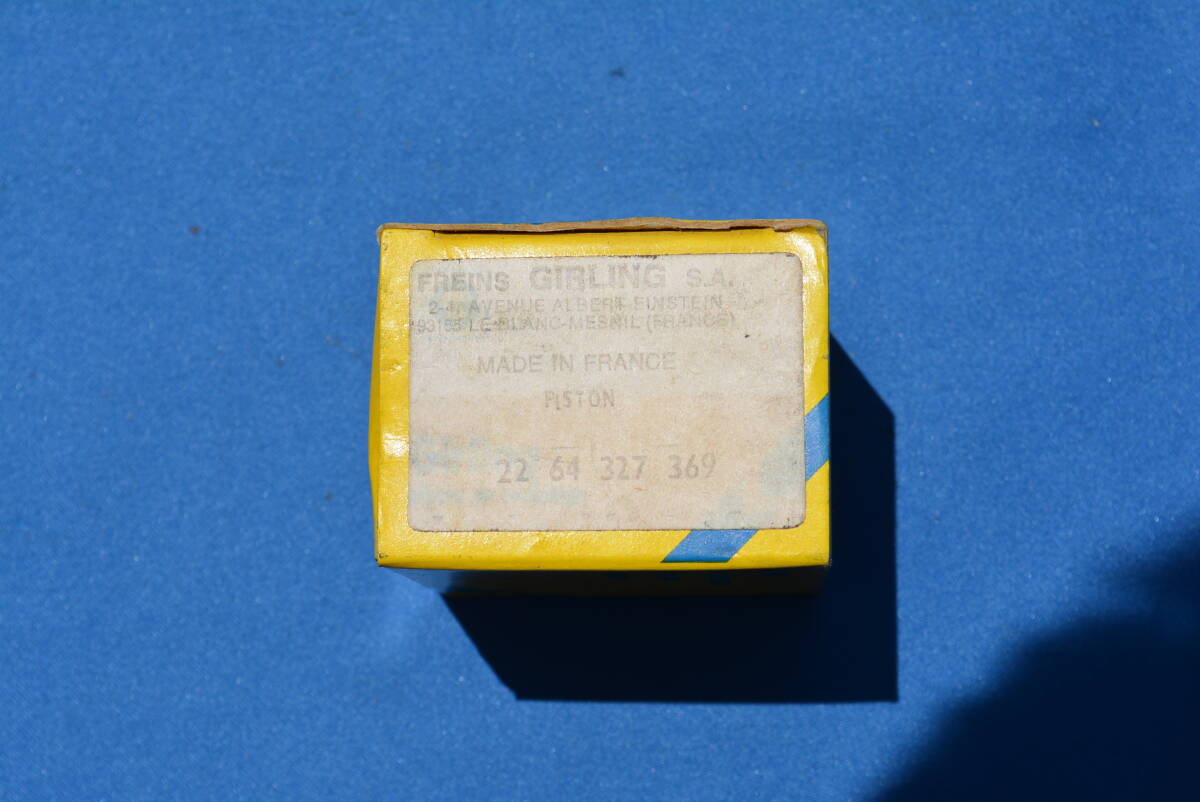 FREINS GIRLING S.A.
2-4, AVENUE ALBERT EINSTEIN
93155 LE BLANC-MESNIL (FRANCE)
MADE IN FRANCE
PISTON
22 64 327 369